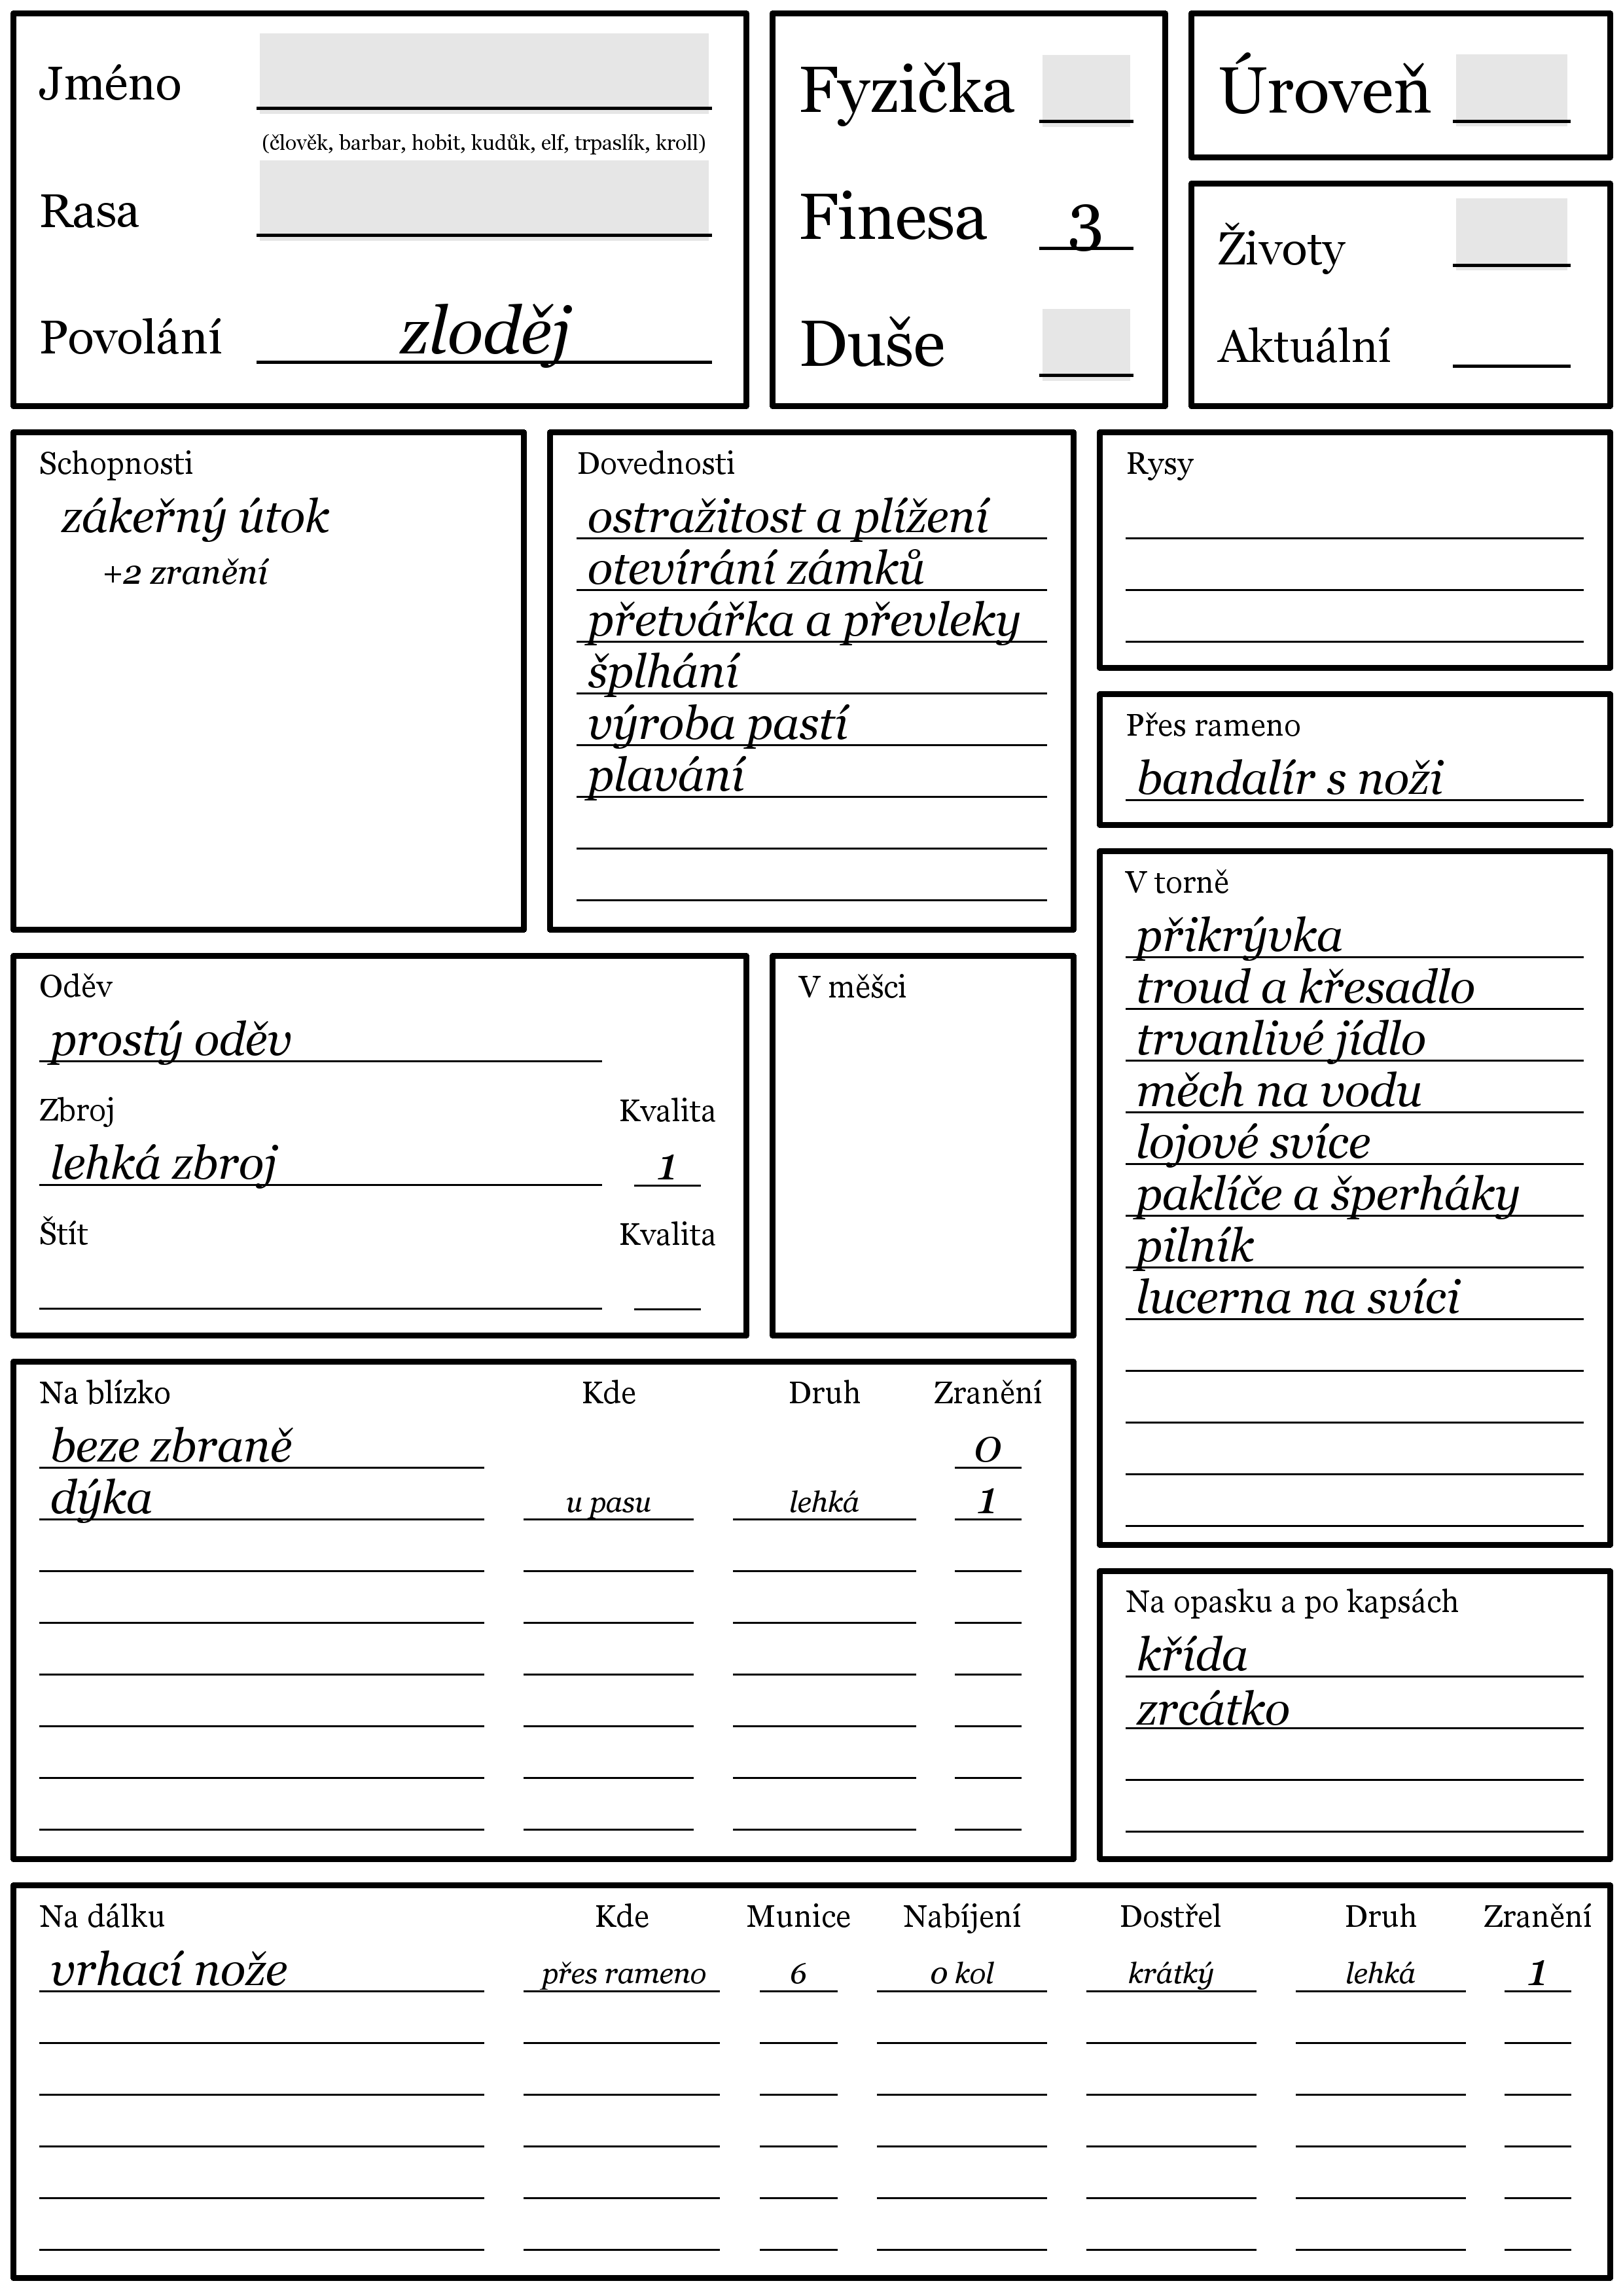 Jméno
(člověk, barbar, hobit, kudůk, elf, trpaslík, kroll)
Rasa
Povolání zloděj
Fyzička
Finesa 3
Duše
Úroveň
Životy
Aktuální
Schopnosti
zákeřný útok
+2 zranění
Dovednosti
ostražitost a plížení
otevírání zámků
přetvářka a převleky
šplhání
výroba pastí
plavání
Rysy
Přes rameno
bandalír s noži
V torně
přikrývka
troud a křesadlo
trvanlivé jídlo
měch na vodu
lojové svíce
paklíče a šperháky
pilník
lucerna na svíci
Oděv
prostý oděv
Zbroj Kvalita
lehká zbroj 1
Štít Kvalita
V měšci
Na blízko Kde Druh Zranění
beze zbraně 0
dýka u pasu lehká 1
Na opasku a po kapsách
křída
zrcátko
Na dálku Kde Munice Nabíjení Dostřel Druh Zranění
vrhací nože přes rameno 6 0 kol krátký lehká 1